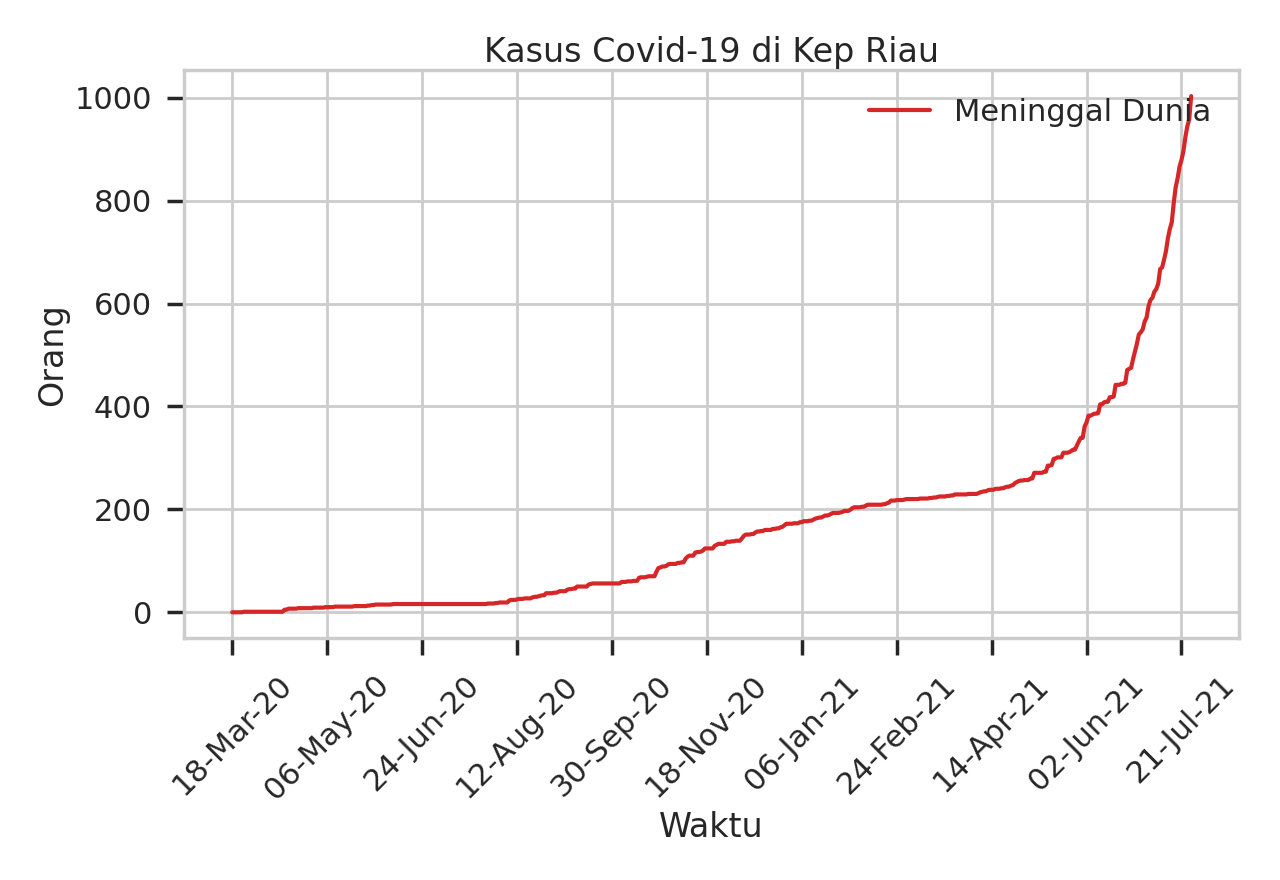 Kasus Covid-19 di Kep Riau
Meninggal Dunia
1000
800
600
400
200
0
Orang
18-Mar-20
06-May-20
24-Jun-20
12-Aug-20
30-Sep-20
18-Nov-20
06-Jan-21
24-Feb-21
14-Apr-21
02-Jun-21
21-Jul-21
Waktu